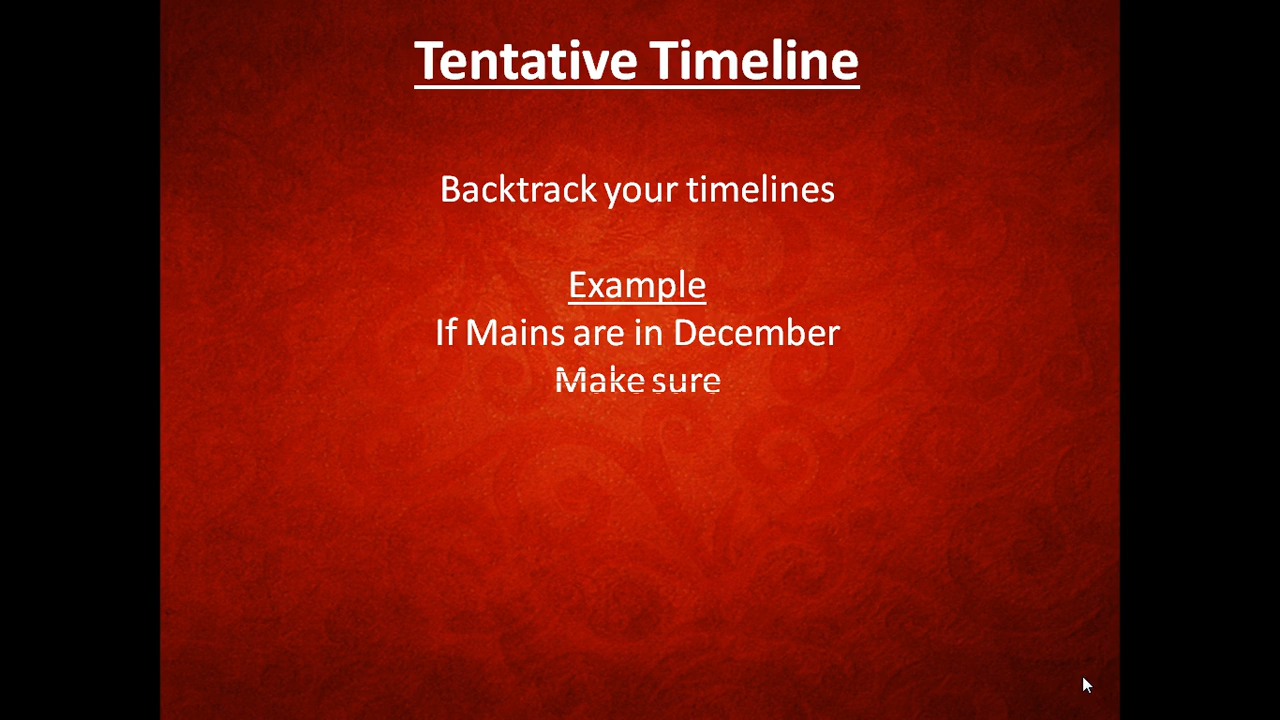 Tentative Timeline
Backtrack your timelines
Example
If Mains are in December
Make sure